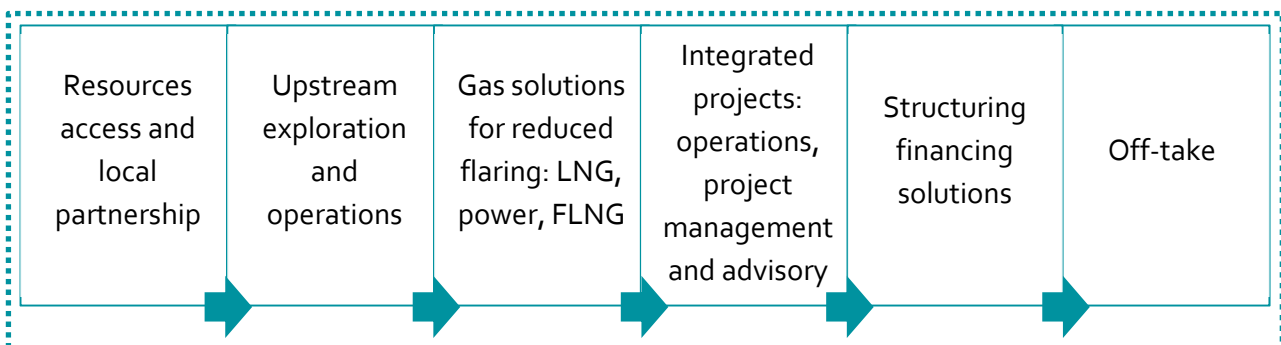 Resources
access and
local
partnership
Upstream
exploration
and
operations
Gas solutions
for reduced
flaring: LNG,
power, FLNG
Integrated
projects:
operations,
project
management
and advisory
Structuring
financing
solutions
Off-take